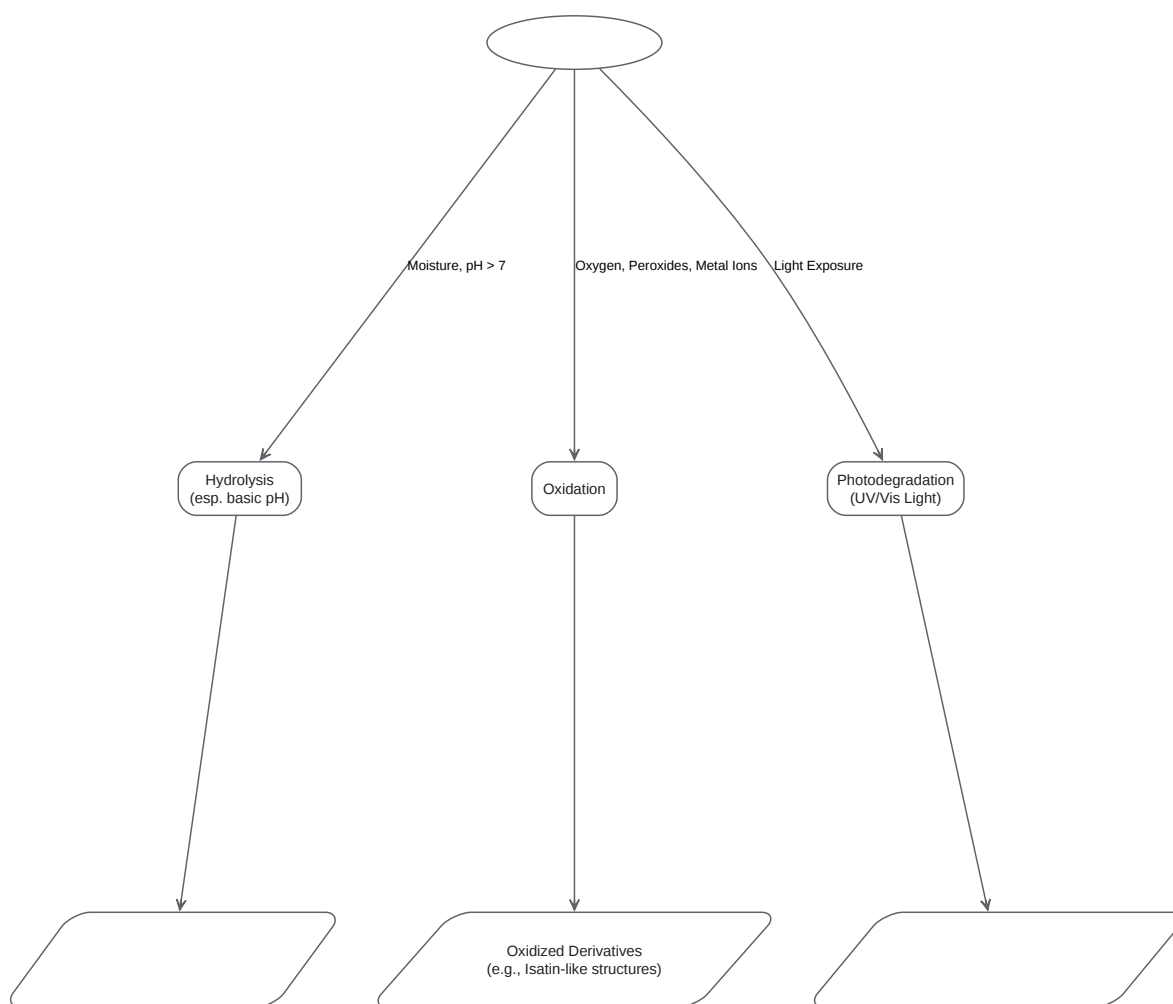 Moisture, pH > 7
Oxygen, Peroxides, Metal Ions
Light Exposure
Hydrolysis
(esp. basic pH)
Oxidation
Photodegradation
(UV/Vis Light)
Oxidized Derivatives
(e.g., Isatin-like structures)